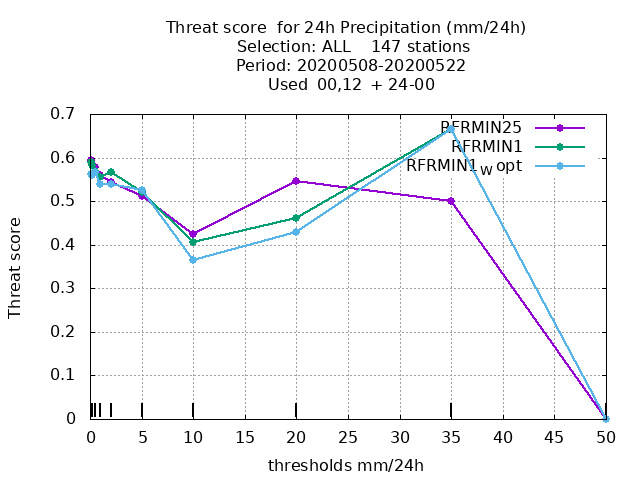 Threat score  for 24h Precipitation (mm/24h)
Selection: ALL    147 stations
Period: 20200508-20200522
Used  00,12  + 24-00
RFRMIN25
RFRMIN1
RFRMIN1w opt
0.7
0.6
0.5
0.4
0.3
0.2
0.1
0
Threat score
0 5 10 15 20 25 30 35 40 45 50
thresholds mm/24h